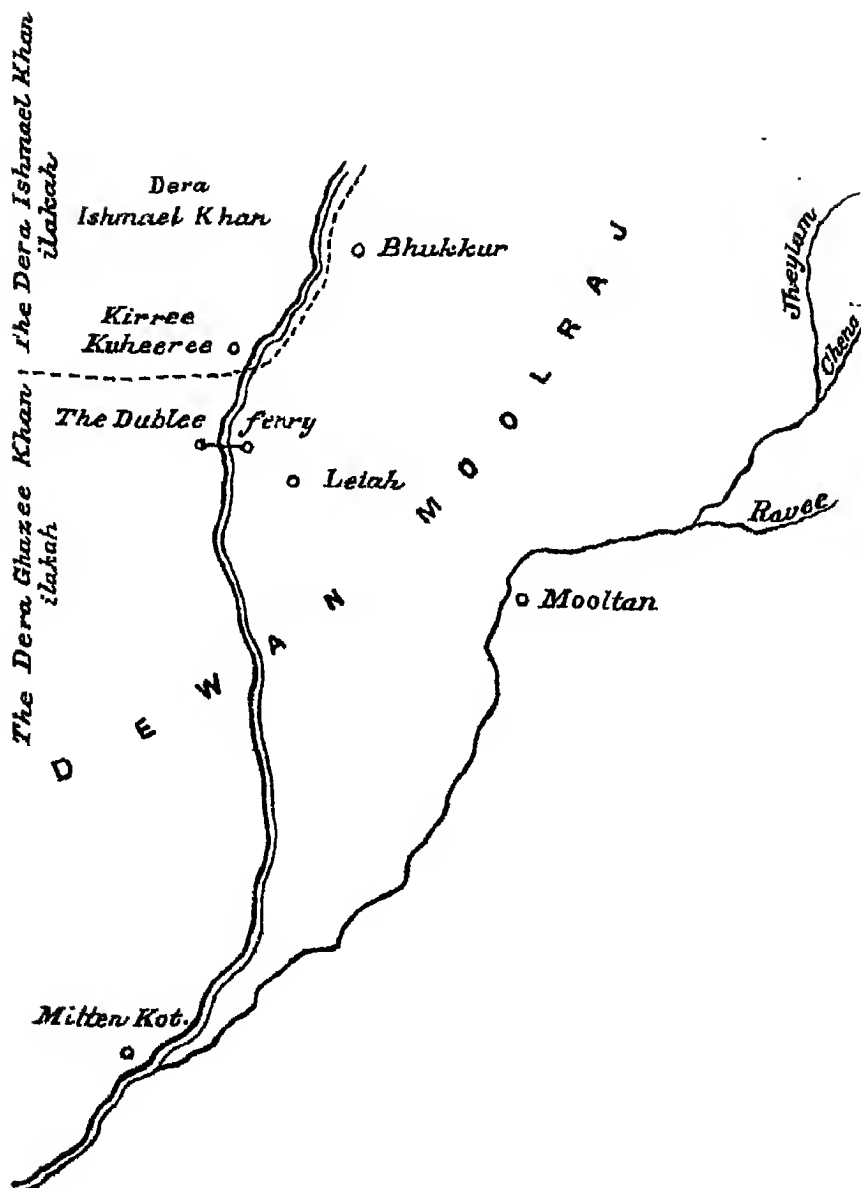 The Dera Ishmael Khan
ilakah
The Dera Ghazee Khan
ilakah
Dera
Ishmael Khan
Bhukkur
Kirree
Kuheeree
The Dublee ferry
Leiah
DEWAN MOOLRAJ
Jheylam
Chena
Ravee
Mooltan
Mitten Kot.